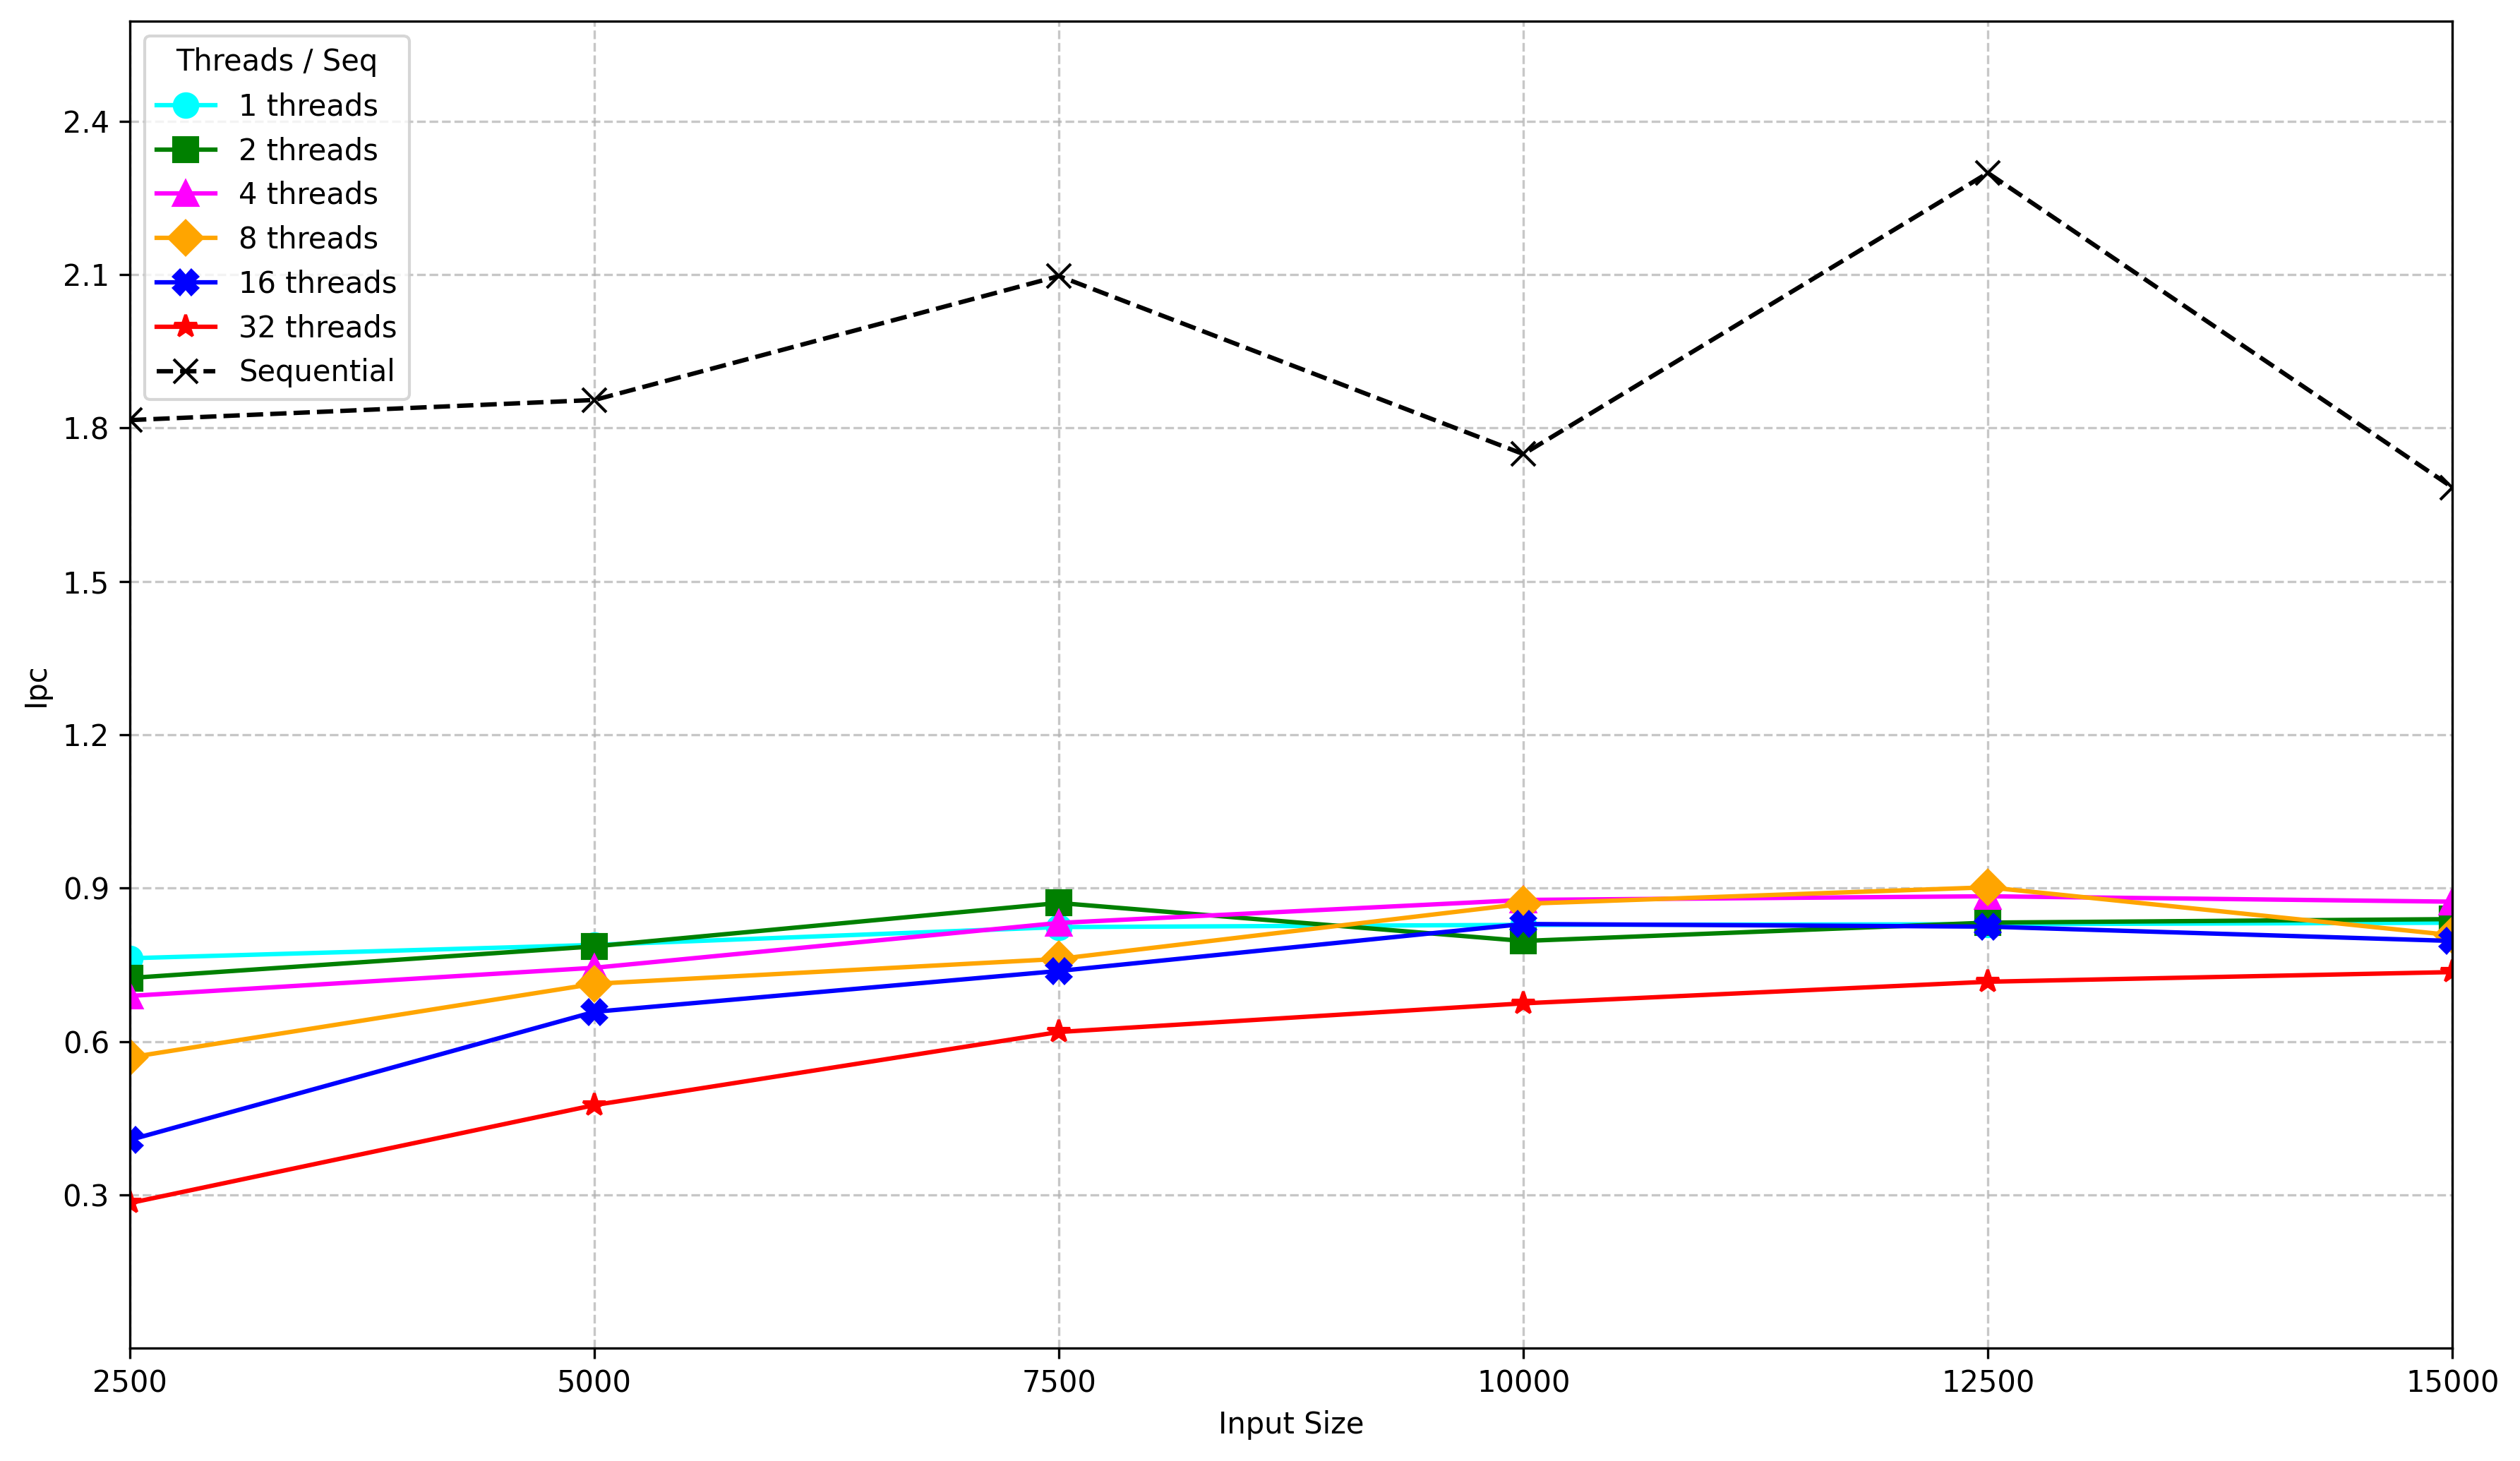 Threads / Seq
1 threads
2 threads
4 threads
8 threads
16 threads
32 threads
Sequential
2.4
2.1
1.8
1.5
1.2
0.9
0.6
0.3
Ipc
2500 5000 7500 10000 12500 15000
Input Size